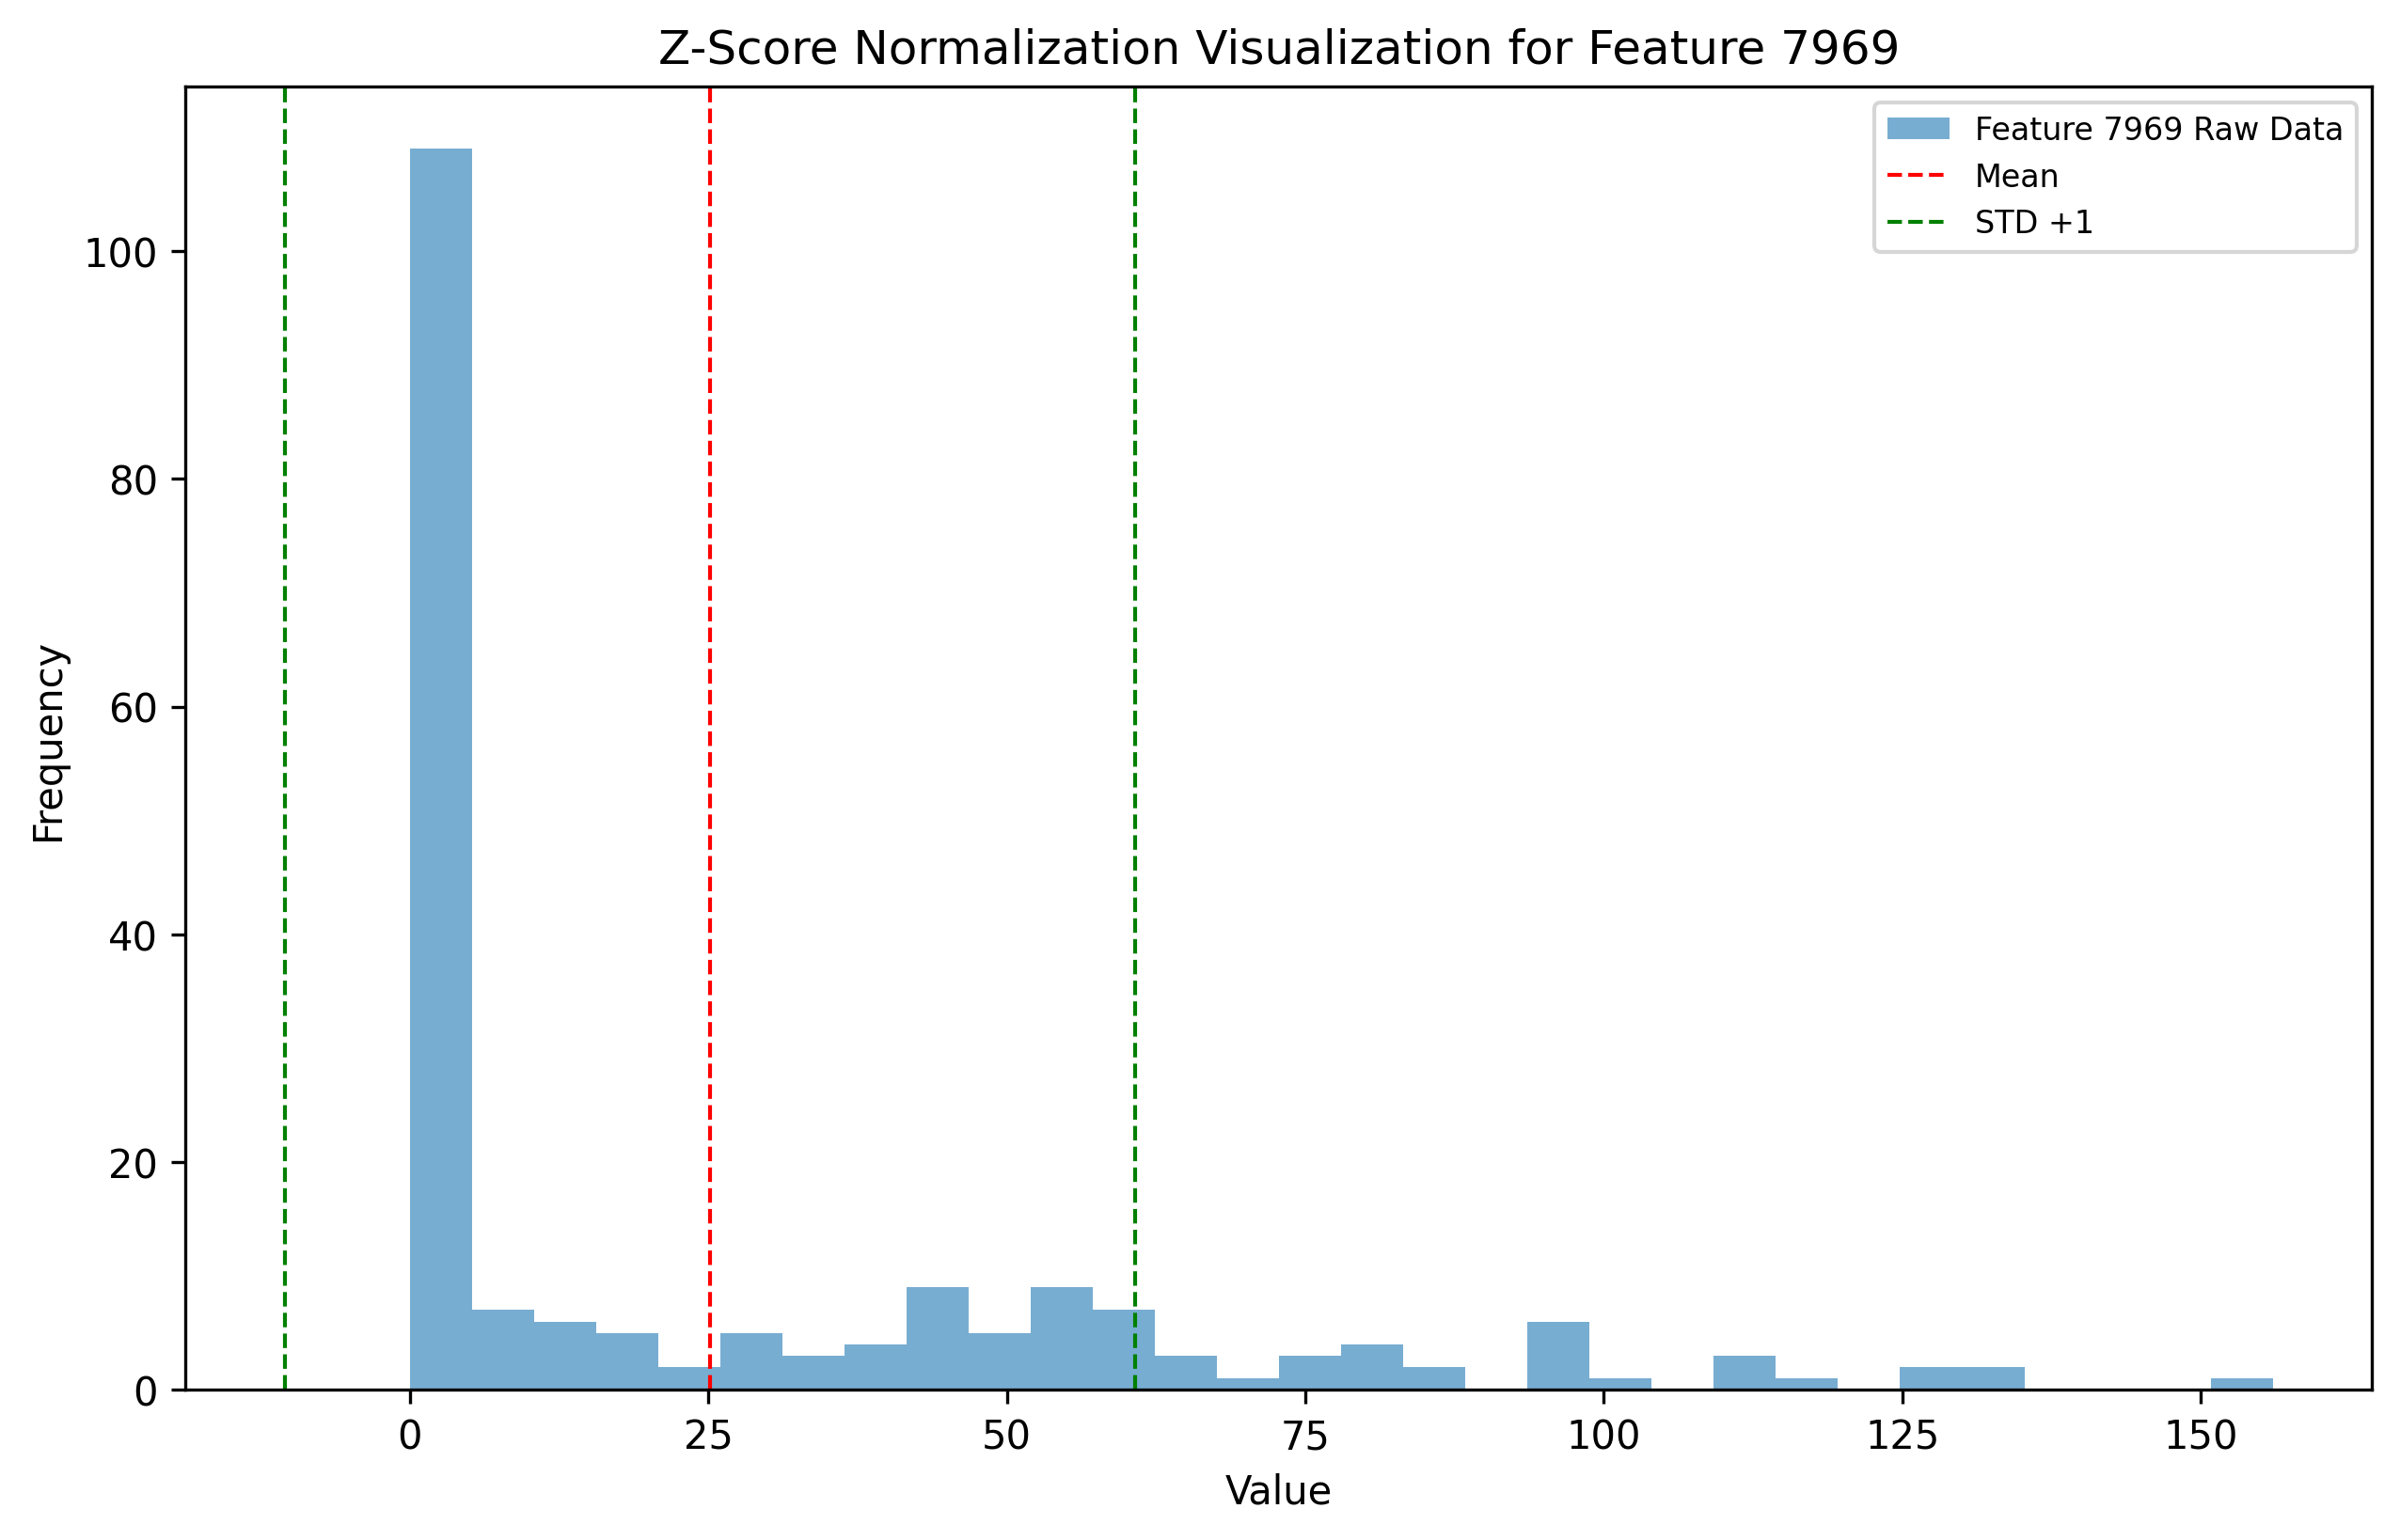 Z-Score Normalization Visualization for Feature 7969
Feature 7969 Raw Data
Mean
STD +1
100
80
60
40
20
0
Frequency
0 25 50 75 100 125 150
Value